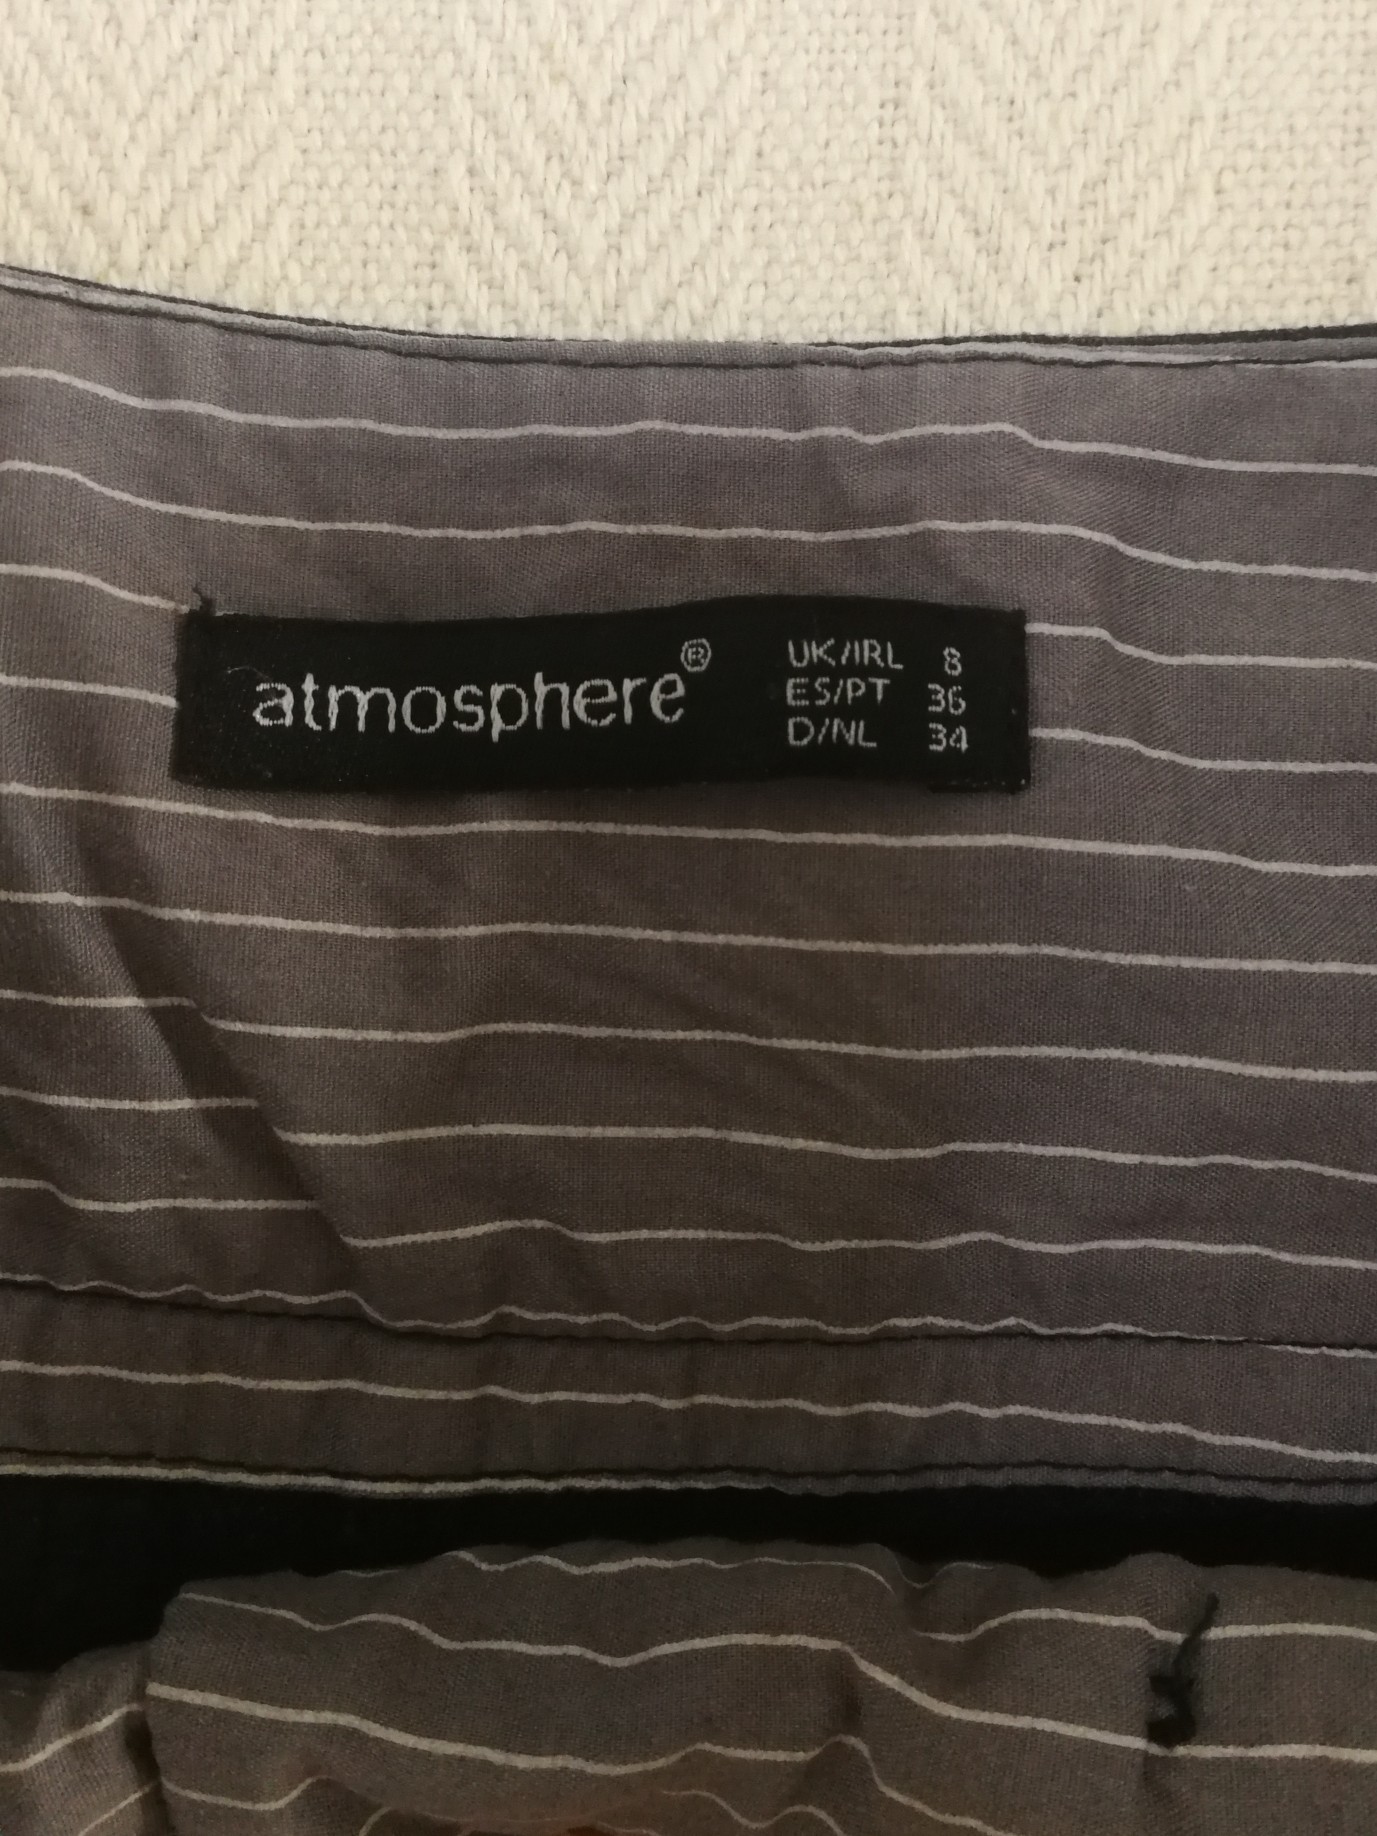 atmosphere®
UK/IRL 8
ES/PT 36
D/NL 34